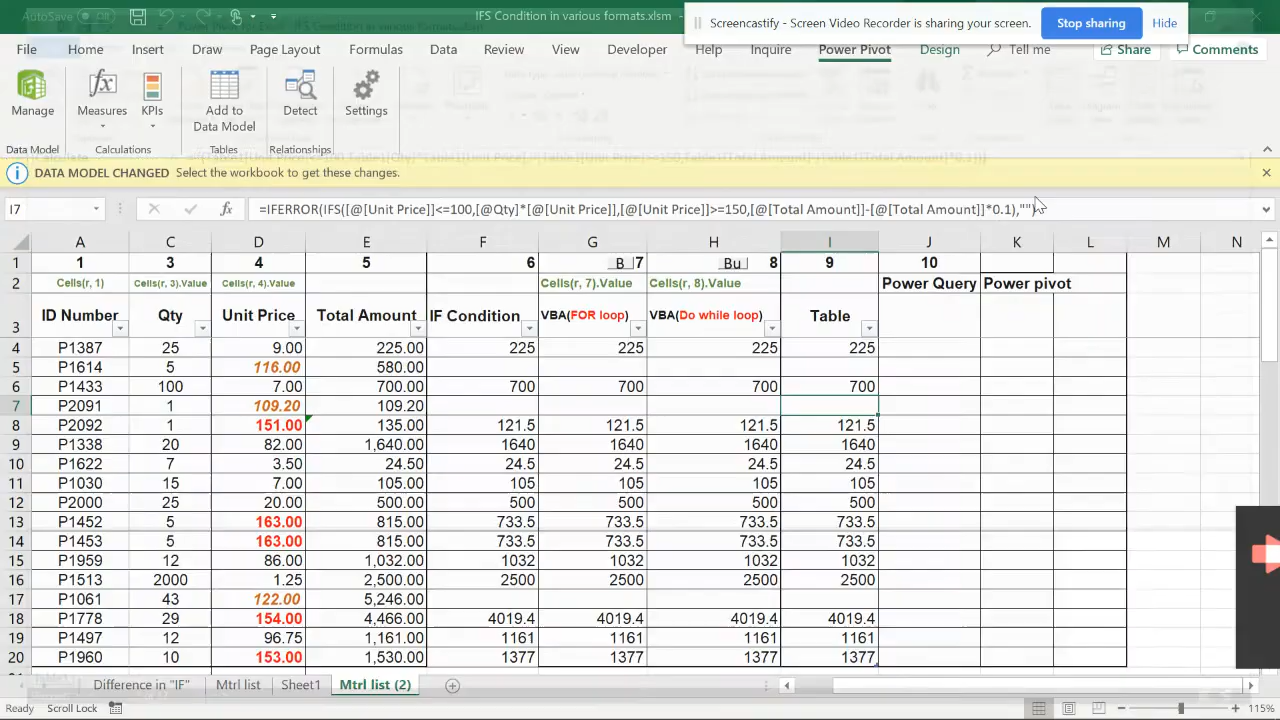 AutoSave Off IFS Condition in various formats.xlsm -
Screencastify - Screen Video Recorder is sharing your screen. Stop sharing Hide
File Home Insert Draw Page Layout Formulas Data Review View Developer Help Inquire Power Pivot Design Tell me Share Comments
Manage Measures KPIs Add to Data Model Detect Settings
Data Model Calculations Tables Relationships
DATA MODEL CHANGED Select the workbook to get these changes.
I7 fx =IFERROR(IFS([@[Unit Price]]<=100,[@Qty]*[@[Unit Price]],[@[Unit Price]]>=150,[@[Total Amount]]-[@[Total Amount]]*0.1),"")
A C D E F G H I J K L M N
1 1 3 4 5 6 B 7 Bu 8 9 10
2 Cells(r, 1) Cells(r, 3).Value Cells(r, 4).Value Cells(r, 7).Value Cells(r, 8).Value Power Query Power pivot
3 ID Number Qty Unit Price Total Amount IF Condition VBA(FOR loop) VBA(Do while loop) Table
4 P1387 25 9.00 225.00 225 225 225 225
5 P1614 5 116.00 580.00
6 P1433 100 7.00 700.00 700 700 700 700
7 P2091 1 109.20 109.20
8 P2092 1 151.00 135.00 121.5 121.5 121.5 121.5
9 P1338 20 82.00 1,640.00 1640 1640 1640 1640
10 P1622 7 3.50 24.50 24.5 24.5 24.5 24.5
11 P1030 15 7.00 105.00 105 105 105 105
12 P2000 25 20.00 500.00 500 500 500 500
13 P1452 5 163.00 815.00 733.5 733.5 733.5 733.5
14 P1453 5 163.00 815.00 733.5 733.5 733.5 733.5
15 P1959 12 86.00 1,032.00 1032 1032 1032 1032
16 P1513 2000 1.25 2,500.00 2500 2500 2500 2500
17 P1061 43 122.00 5,246.00
18 P1778 29 154.00 4,466.00 4019.4 4019.4 4019.4 4019.4
19 P1497 12 96.75 1,161.00 1161 1161 1161 1161
20 P1960 10 153.00 1,530.00 1377 1377 1377 1377
Difference in "IF" Mtrl list Sheet1 Mtrl list (2)
Ready Scroll Lock 115%